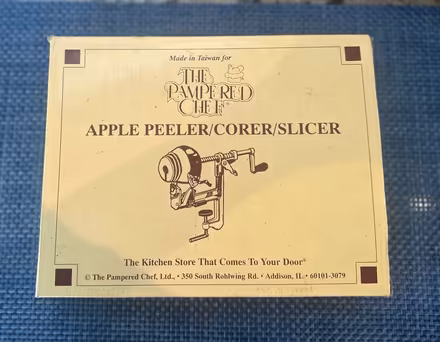 Made in Taiwan for
THE
PAMPERED
CHEF®
APPLE PEELER/CORER/SLICER
The Kitchen Store That Comes To Your Door®
© The Pampered Chef, Ltd., • 350 South Rohlwing Rd. • Addison, IL • 60101-3079